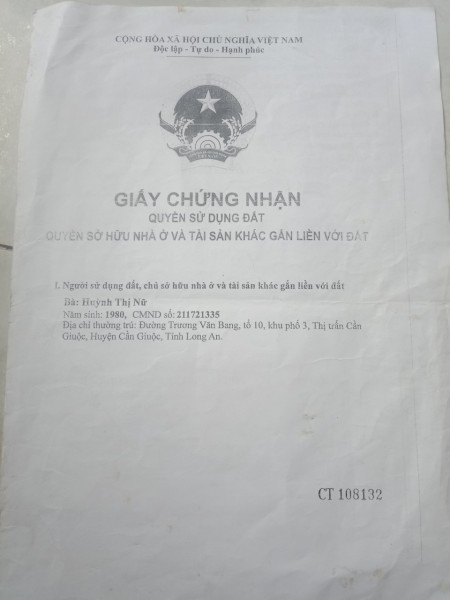 CỘNG HÒA XÃ HỘI CHỦ NGHĨA VIỆT NAM
Độc lập - Tự do - Hạnh phúc
GIẤY CHỨNG NHẬN
QUYỀN SỬ DỤNG ĐẤT
QUYỀN SỞ HỮU NHÀ Ở VÀ TÀI SẢN KHÁC GẮN LIỀN VỚI ĐẤT
I. Người sử dụng đất, chủ sở hữu nhà ở và tài sản khác gắn liền với đất
Bà: Huỳnh Thị Nữ
Năm sinh: 1980, CMND số: 211721335
Địa chỉ thường trú: Đường Trương Văn Bang, tổ 10, khu phố 3, Thị trấn Cần
Giuộc, Huyện Cần Giuộc, Tỉnh Long An.
CT 108132